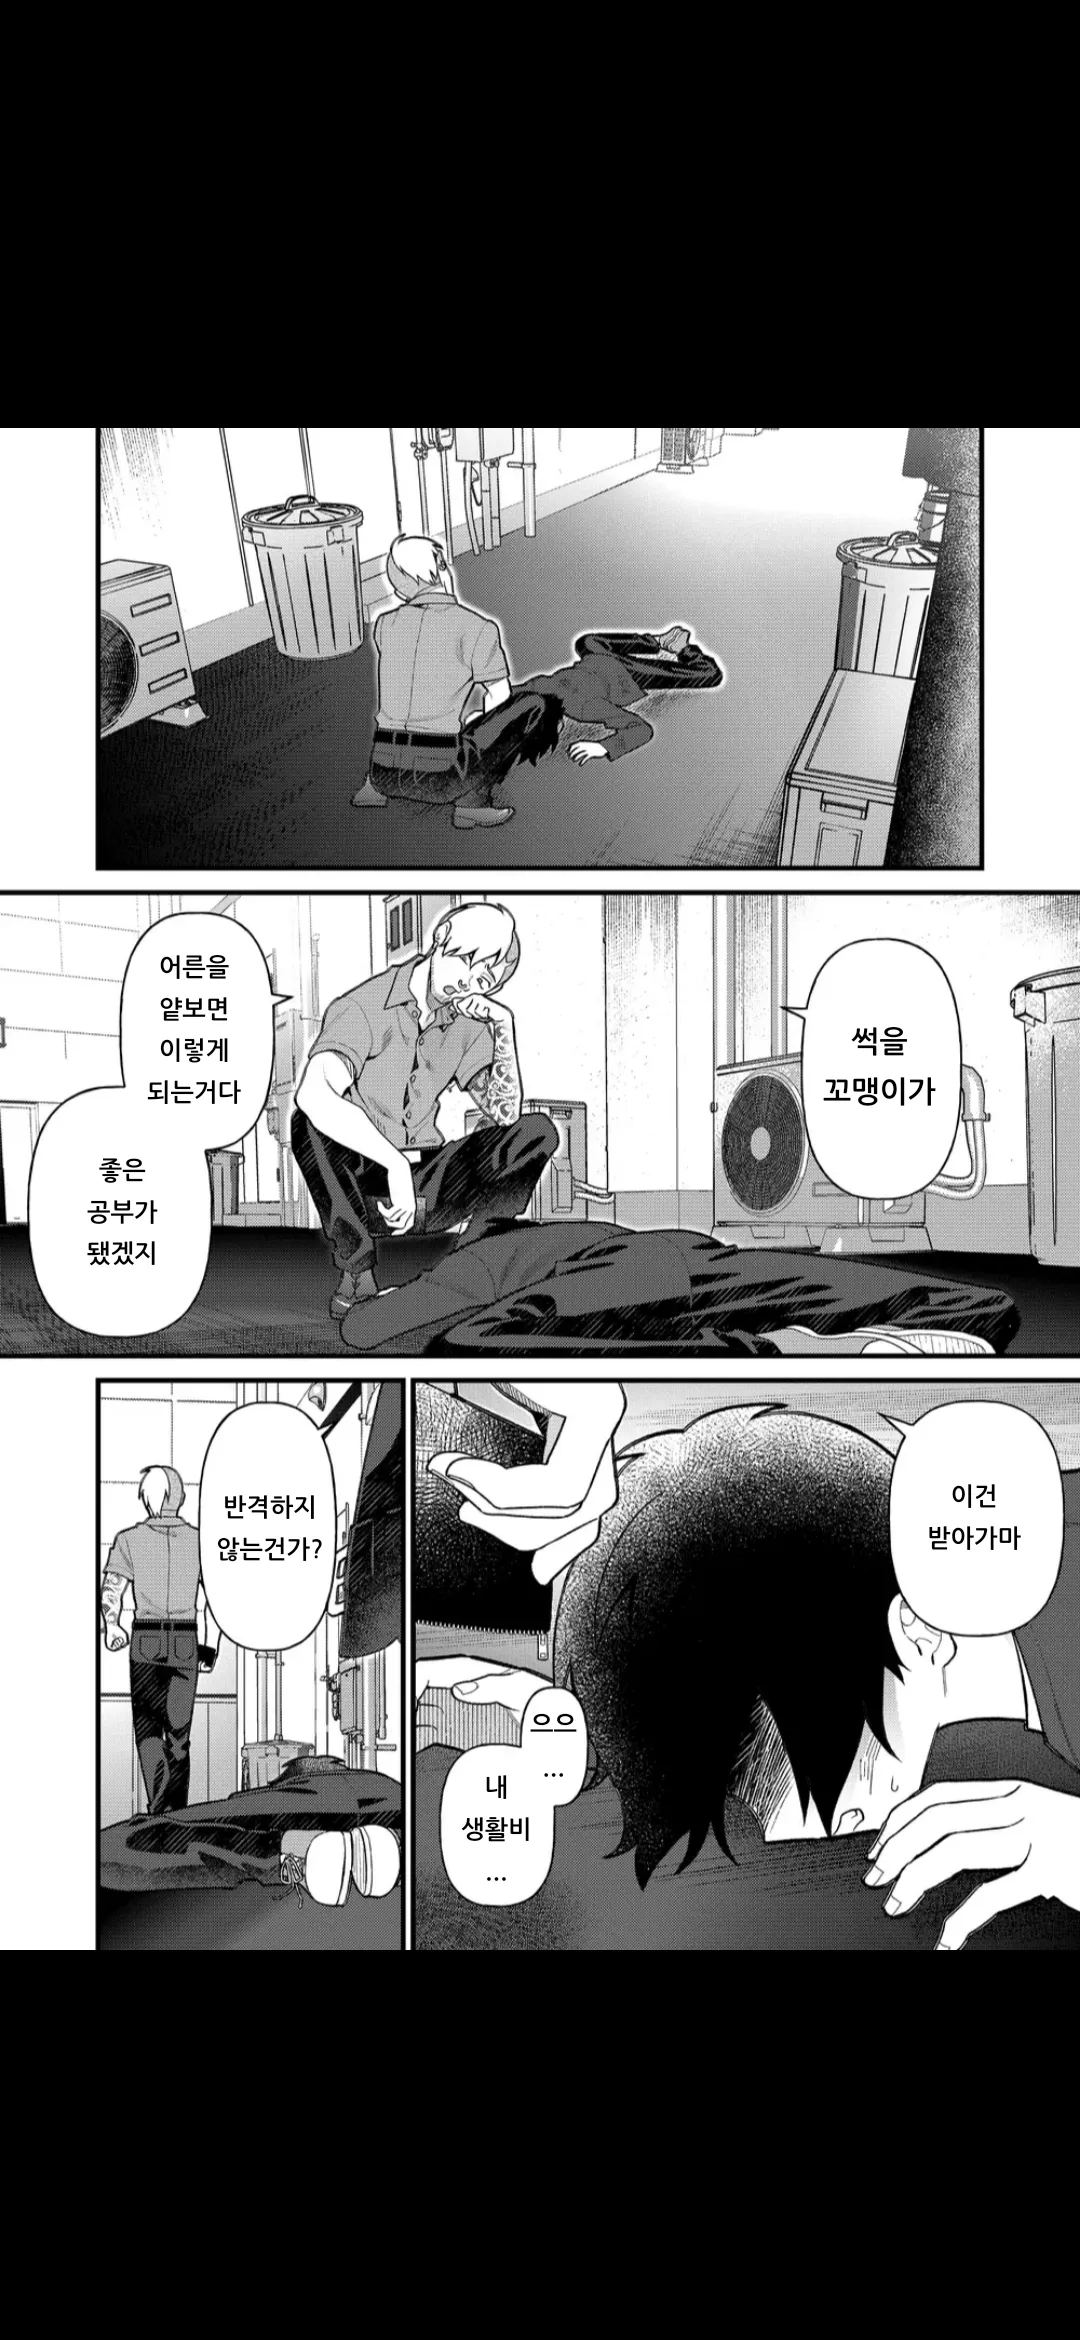 썩을
꼬맹이가
어른을
얕보면
이렇게
되는거다
좋은
공부가
됐겠지
이건
받아가마
으으
...
내
생활비
...
반격하지
않는건가?